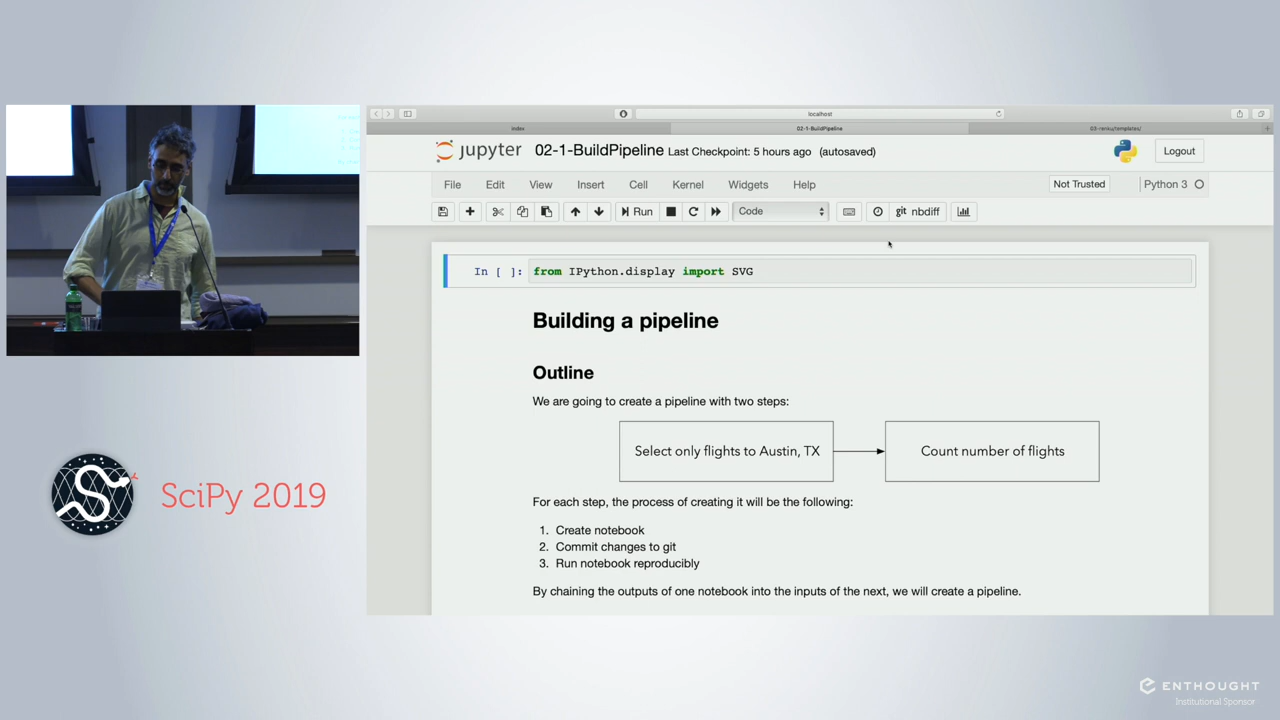 localhost
index
02-1-BuildPipeline
03-renku/templates/
jupyter 02-1-BuildPipeline Last Checkpoint: 5 hours ago (autosaved)
Logout
File Edit View Insert Cell Kernel Widgets Help
Not Trusted
Python 3
Run
Code
git nbdiff
In [ ]: from IPython.display import SVG
Building a pipeline
Outline
We are going to create a pipeline with two steps:
Select only flights to Austin, TX
Count number of flights
For each step, the process of creating it will be the following:
1. Create notebook
2. Commit changes to git
3. Run notebook reproducibly
By chaining the outputs of one notebook into the inputs of the next, we will create a pipeline.
SciPy 2019
ENTHOUGHT
Institutional Sponsor